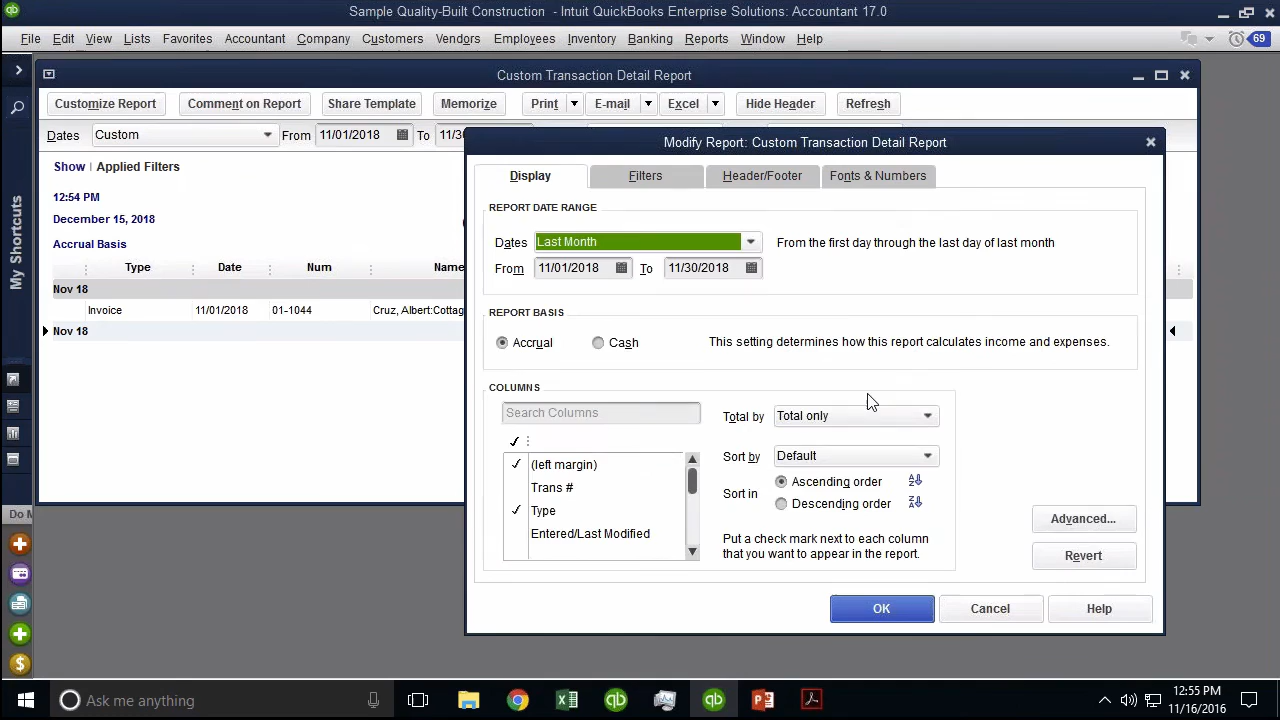 Sample Quality-Built Construction - Intuit QuickBooks Enterprise Solutions: Accountant 17.0
File Edit View Lists Favorites Accountant Company Customers Vendors Employees Inventory Banking Reports Window Help
69
Custom Transaction Detail Report
Customize Report Comment on Report Share Template Memorize Print E-mail Excel Hide Header Refresh
Dates Custom From 11/01/2018 To 11/30
Show | Applied Filters
12:54 PM
December 15, 2018
Accrual Basis
Type Date Num Name
Nov 18
Invoice 11/01/2018 01-1044 Cruz, Albert:Cottag
Nov 18
My Shortcuts
Do M
Modify Report: Custom Transaction Detail Report
Display Filters Header/Footer Fonts & Numbers
REPORT DATE RANGE
Dates Last Month From the first day through the last day of last month
From 11/01/2018 To 11/30/2018
REPORT BASIS
Accrual Cash This setting determines how this report calculates income and expenses.
COLUMNS
Search Columns
(left margin)
Trans #
Type
Entered/Last Modified
Total by Total only
Sort by Default
Sort in Ascending order
Descending order
Put a check mark next to each column
that you want to appear in the report.
Advanced...
Revert
OK Cancel Help
Ask me anything
12:55 PM
11/16/2016